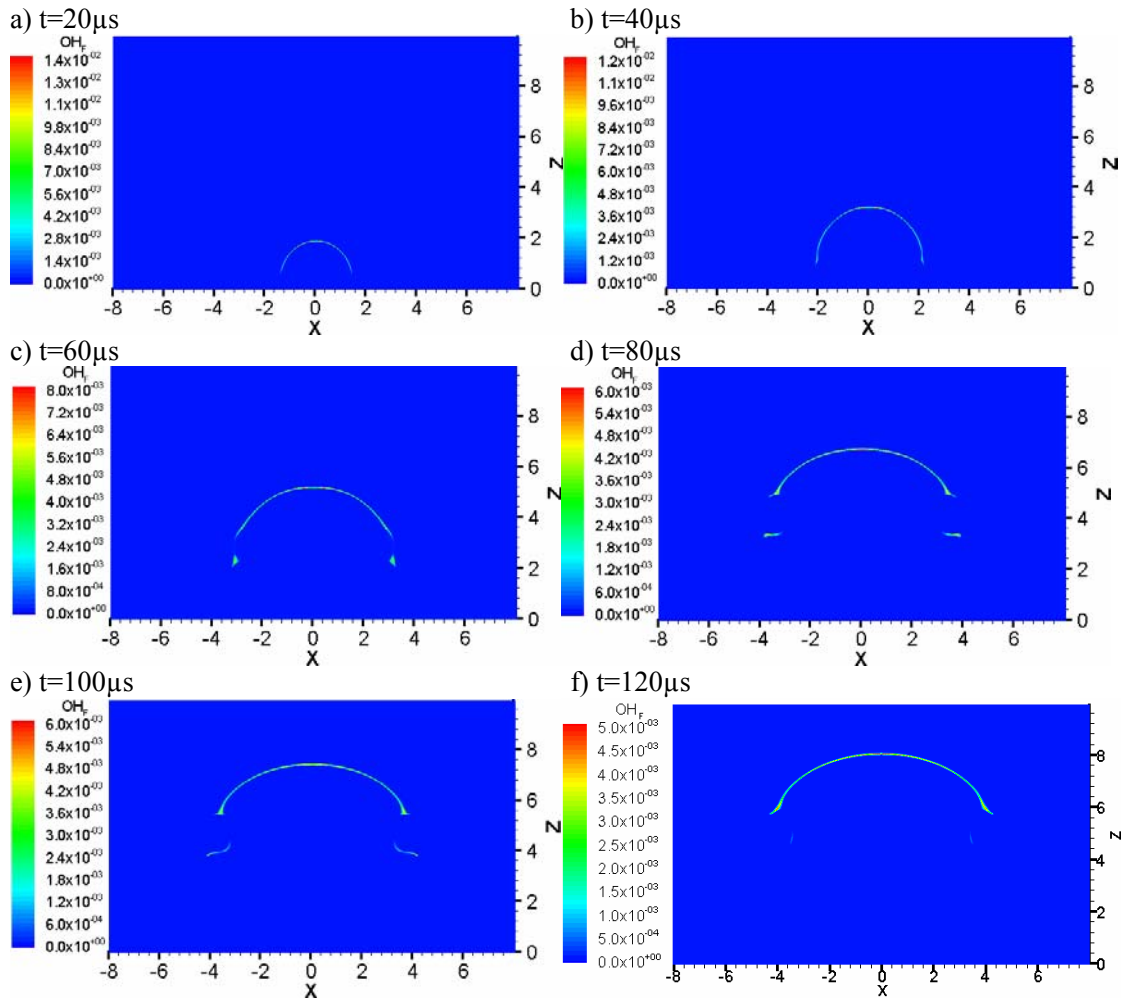 a) t=20µs
OH_F
1.4x10^-02
1.3x10^-02
1.1x10^-02
9.8x10^-03
8.4x10^-03
7.0x10^-03
5.6x10^-03
4.2x10^-03
2.8x10^-03
1.4x10^-03
0.0x10^+00
8
6
4
2
0
Z
-8 -6 -4 -2 0 2 4 6
X
b) t=40µs
OH_F
1.2x10^-02
1.1x10^-02
9.6x10^-03
8.4x10^-03
7.2x10^-03
6.0x10^-03
4.8x10^-03
3.6x10^-03
2.4x10^-03
1.2x10^-03
0.0x10^+00
8
6
4
2
0
Z
-8 -6 -4 -2 0 2 4 6
X
c) t=60µs
OH_F
8.0x10^-03
7.2x10^-03
6.4x10^-03
5.6x10^-03
4.8x10^-03
4.0x10^-03
3.2x10^-03
2.4x10^-03
1.6x10^-03
8.0x10^-04
0.0x10^+00
8
6
4
2
0
Z
-8 -6 -4 -2 0 2 4 6
X
d) t=80µs
OH_F
6.0x10^-03
5.4x10^-03
4.8x10^-03
4.2x10^-03
3.6x10^-03
3.0x10^-03
2.4x10^-03
1.8x10^-03
1.2x10^-03
6.0x10^-04
0.0x10^+00
8
6
4
2
0
Z
-8 -6 -4 -2 0 2 4 6
X
e) t=100µs
OH_F
6.0x10^-03
5.4x10^-03
4.8x10^-03
4.2x10^-03
3.6x10^-03
3.0x10^-03
2.4x10^-03
1.8x10^-03
1.2x10^-03
6.0x10^-04
0.0x10^+00
8
6
4
2
0
Z
-8 -6 -4 -2 0 2 4 6
X
f) t=120µs
OH_F
5.0x10^-03
4.5x10^-03
4.0x10^-03
3.5x10^-03
3.0x10^-03
2.5x10^-03
2.0x10^-03
1.5x10^-03
1.0x10^-03
5.0x10^-04
0.0x10^+00
8
6
4
2
0
Z
-8 -6 -4 -2 0 2 4 6
X